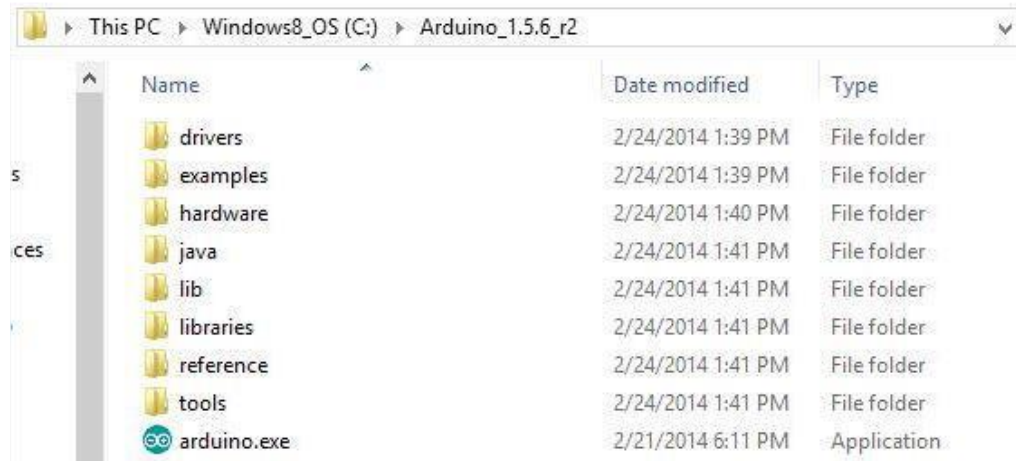 This PC Windows8_OS (C:) Arduino_1.5.6_r2
Name Date modified Type
drivers 2/24/2014 1:39 PM File folder
s examples 2/24/2014 1:39 PM File folder
hardware 2/24/2014 1:40 PM File folder
ces java 2/24/2014 1:41 PM File folder
lib 2/24/2014 1:41 PM File folder
libraries 2/24/2014 1:41 PM File folder
reference 2/24/2014 1:41 PM File folder
tools 2/24/2014 1:41 PM File folder
arduino.exe 2/21/2014 6:11 PM Application